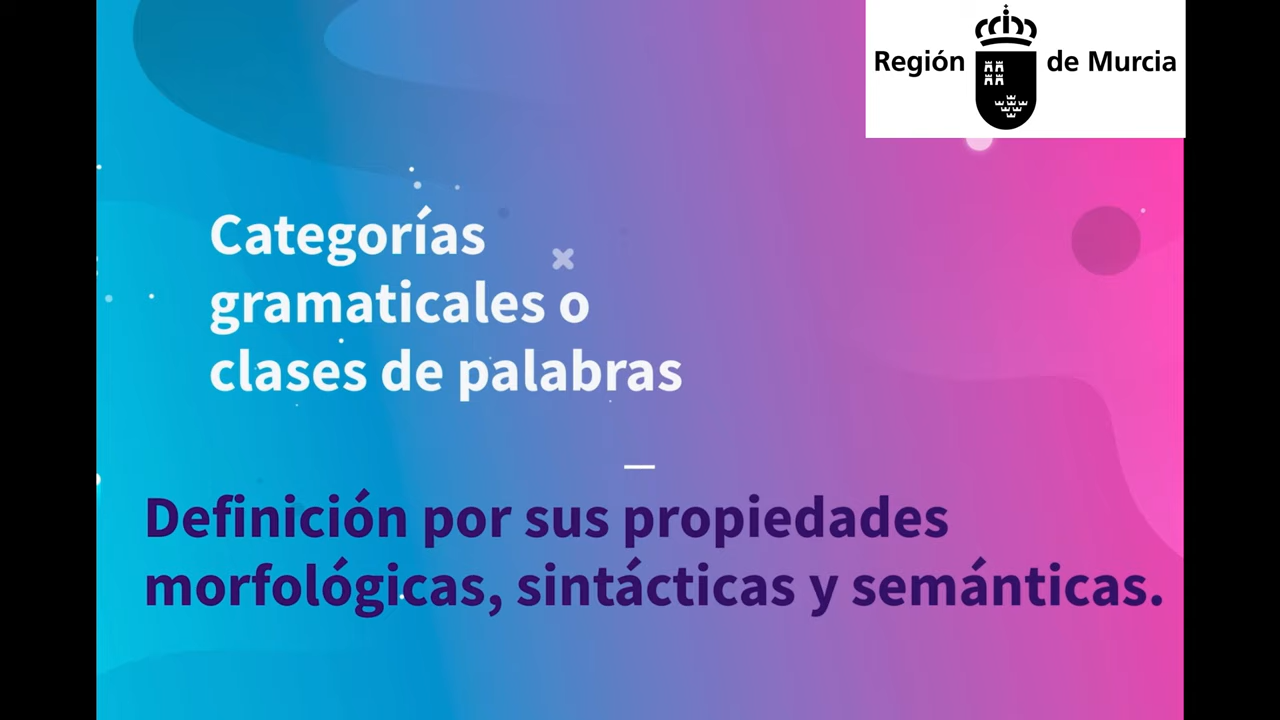 Región de Murcia
Categorías
gramaticales o
clases de palabras
Definición por sus propiedades
morfológicas, sintácticas y semánticas.